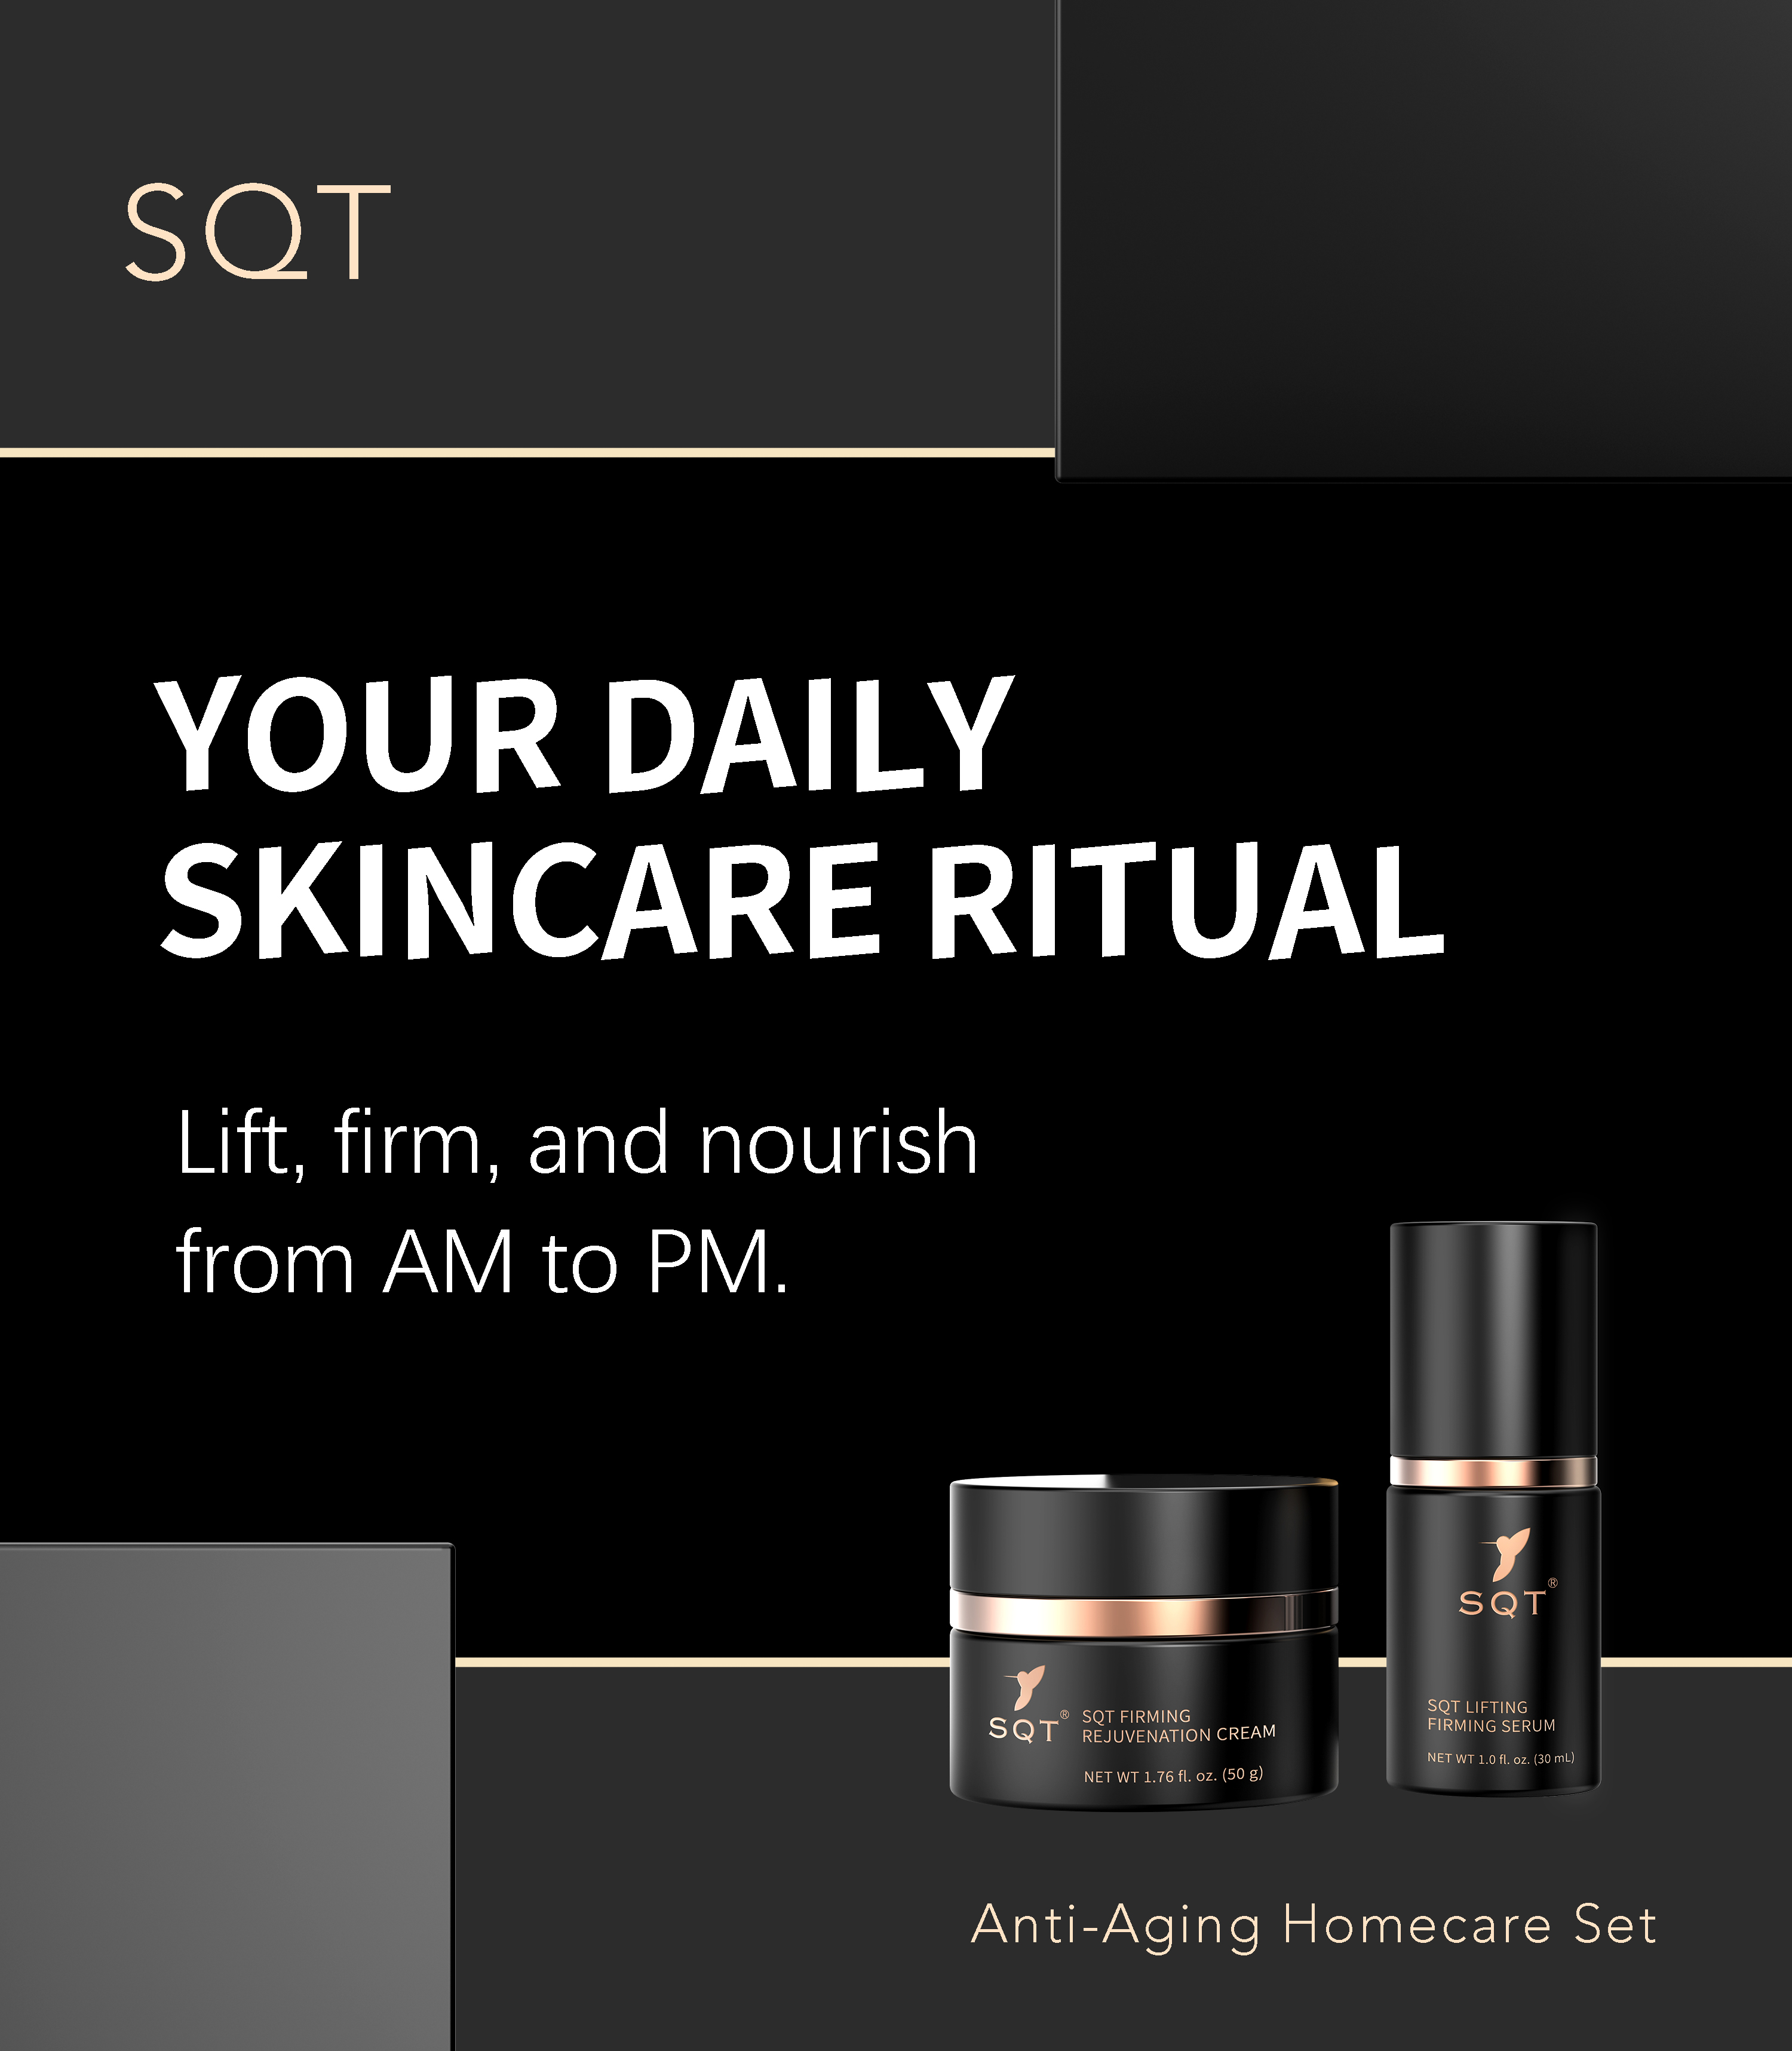 SQT
YOUR DAILY
SKINCARE RITUAL
Lift, firm, and nourish
from AM to PM.
SQT®
SQT FIRMING
REJUVENATION CREAM
NET WT 1.76 fl. oz. (50 g)
SQT®
SQT LIFTING
FIRMING SERUM
NET WT 1.0 fl. oz. (30 mL)
Anti-Aging Homecare Set